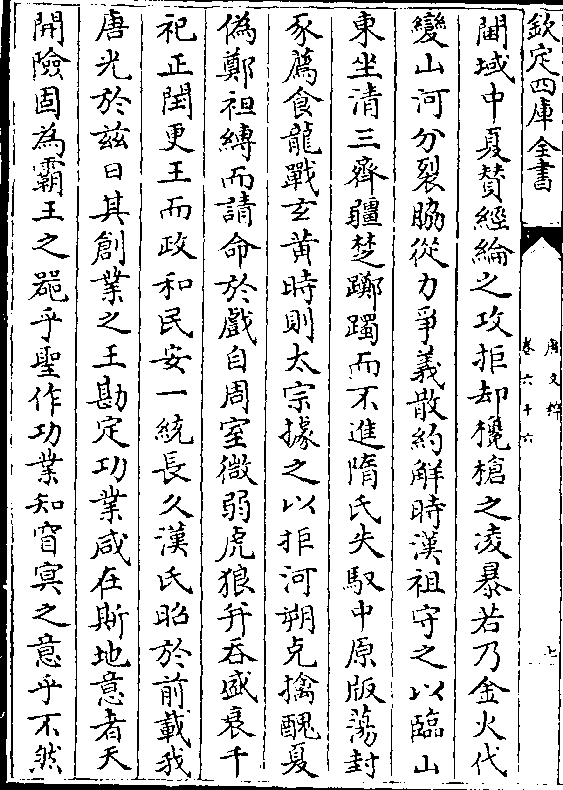 欽定四庫全書
唐文粹
卷六十六
七
閫域中夏賛經綸之攻拒却欃槍之凌暴若乃金火代
變山河分裂脇從力爭義散約解時漢祖守之以臨山
東坐清三齊疆楚躑躅而不進隋氏失馭中原版蕩封
豕薦食龍戰玄黃時則太宗據之以拒河朔克擒醜夏
偽鄭祖縛而請命於戲自周室微弱虎狼并吞盛衰千
祀正閏更王而政和民安一統長久漢氏昭於前載我
唐光於兹日其創業之王勘定功業咸在斯地意者天
開險固為霸王之噐乎聖作功業知窅冥之意乎不然